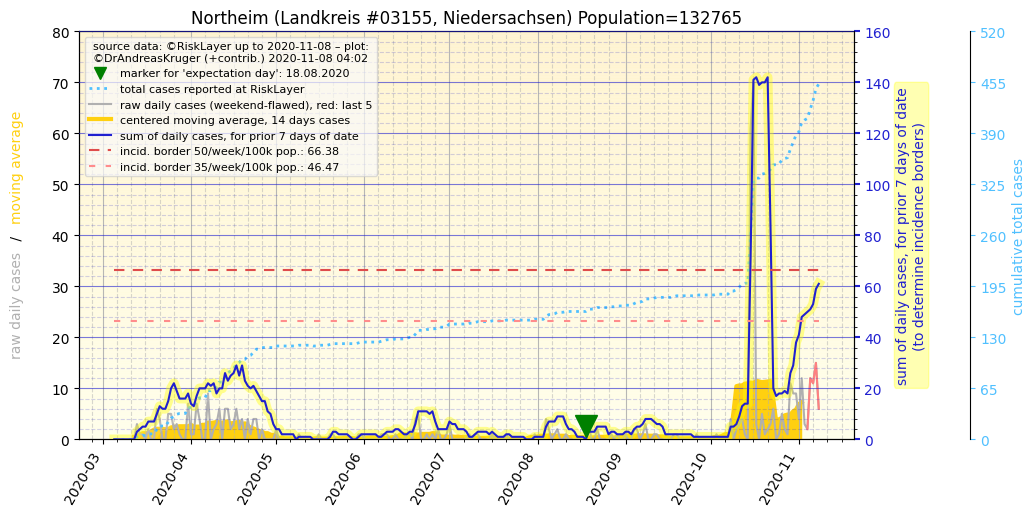 Northeim (Landkreis #03155, Niedersachsen) Population=132765
source data: ©RiskLayer up to 2020-11-08 – plot:
©DrAndreasKruger (+contrib.) 2020-11-08 04:02
marker for 'expectation day': 18.08.2020
total cases reported at RiskLayer
raw daily cases (weekend-flawed), red: last 5
centered moving average, 14 days cases
sum of daily cases, for prior 7 days of date
incid. border 50/week/100k pop.: 66.38
incid. border 35/week/100k pop.: 46.47
raw daily cases / moving average
80
70
60
50
40
30
20
10
0
160
140
120
100
80
60
40
20
0
sum of daily cases, for prior 7 days of date
(to determine incidence borders)
520
455
390
325
260
195
130
65
0
cumulative total cases
2020-03
2020-04
2020-05
2020-06
2020-07
2020-08
2020-09
2020-10
2020-11